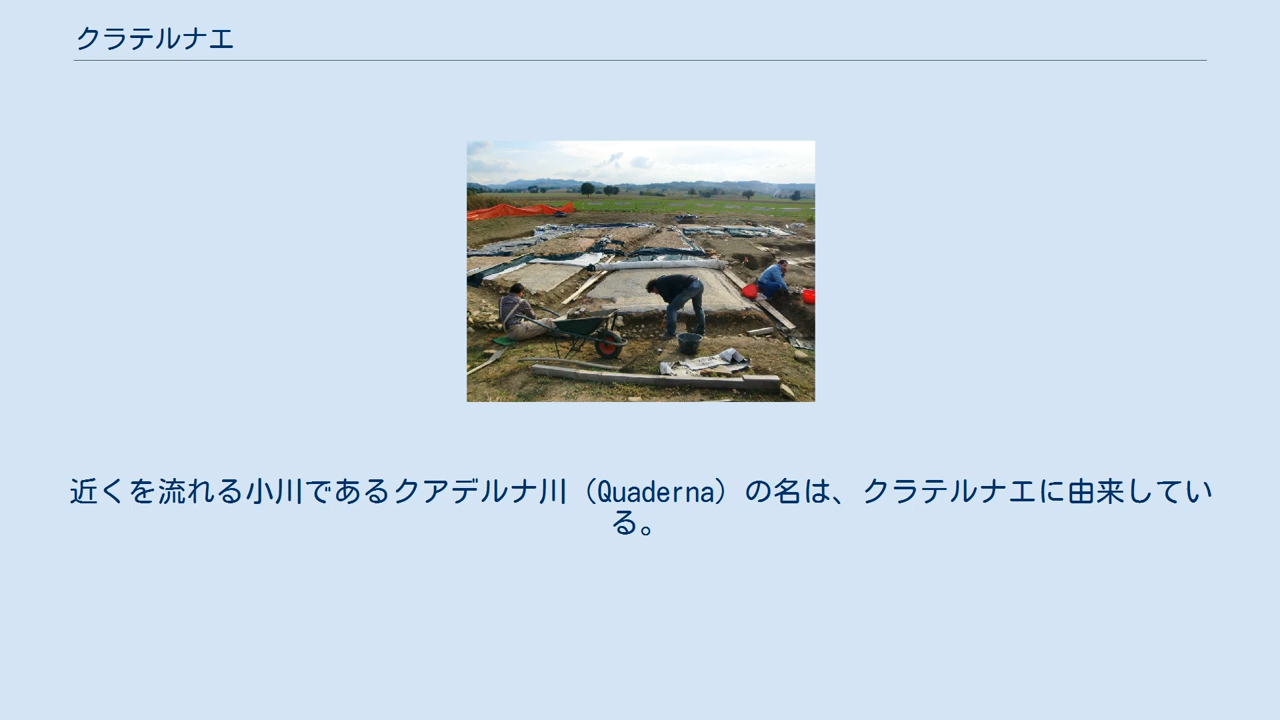 クラテルナエ
近くを流れる小川であるクアデルナ川（Quaderna）の名は、クラテルナエに由来してい
る。